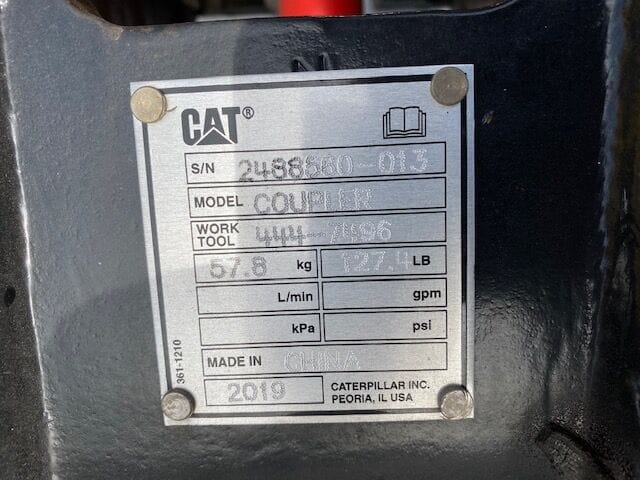 N
CAT®
S/N 2488560-013
MODEL COUPLER
WORK TOOL 444-7496
57.8 kg 127.4 LB
L/min gpm
kPa psi
MADE IN CHINA
2019 CATERPILLAR INC.
PEORIA, IL USA
361-1210